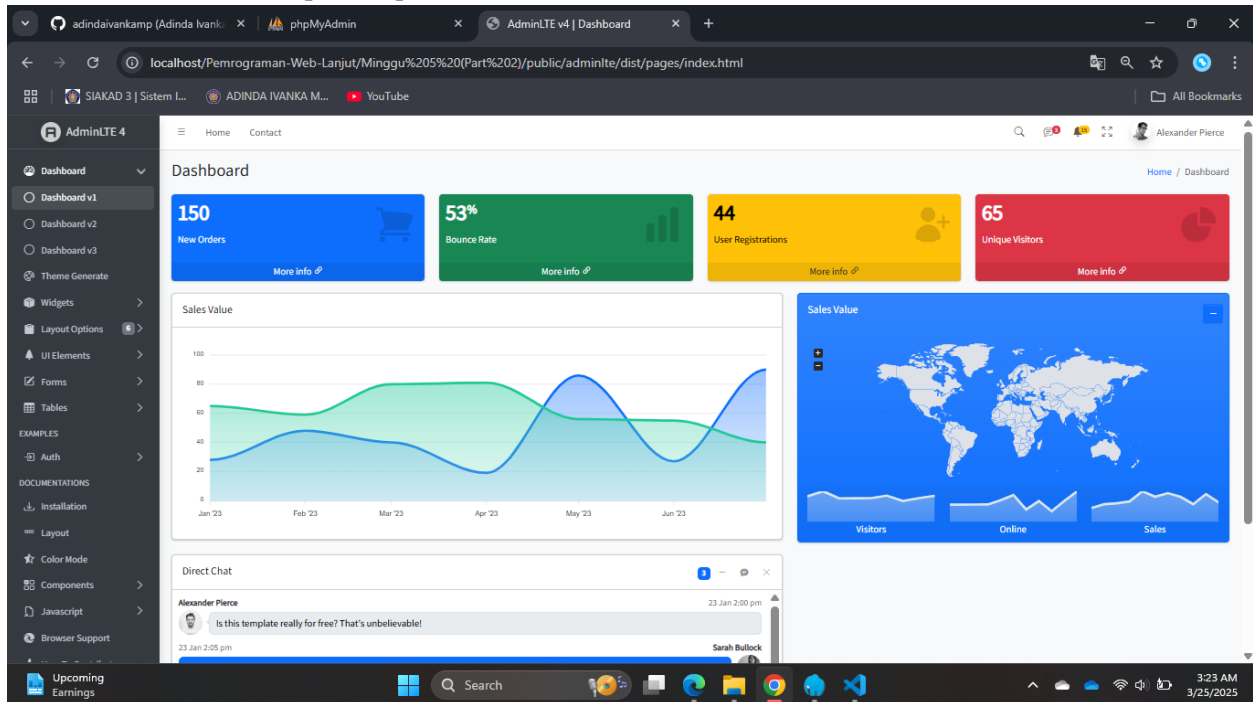 adindaivankamp (Adinda Ivank
phpMyAdmin
AdminLTE v4 | Dashboard
localhost/Pemrograman-Web-Lanjut/Minggu%205%20(Part%202)/public/adminlte/dist/pages/index.html
SIAKAD 3 | Sistem I...
ADINDA IVANKA M...
YouTube
All Bookmarks
AdminLTE 4
Home
Contact
3
15
Alexander Pierce
Dashboard
Dashboard v1
Dashboard v2
Dashboard v3
Theme Generate
Widgets
Layout Options
6
UI Elements
Forms
Tables
EXAMPLES
Auth
DOCUMENTATIONS
Installation
Layout
Color Mode
Components
Javascript
Browser Support
Dashboard
Home / Dashboard
150
New Orders
More info
53%
Bounce Rate
More info
44
User Registrations
More info
65
Unique Visitors
More info
Sales Value
100
80
60
40
20
0
Jan '23
Feb '23
Mar '23
Apr '23
May '23
Jun '23
Sales Value
Visitors
Online
Sales
Direct Chat
3
Alexander Pierce
23 Jan 2:00 pm
Is this template really for free? That's unbelievable!
23 Jan 2:05 pm
Sarah Bullock
Upcoming
Earnings
Search
3:23 AM
3/25/2025